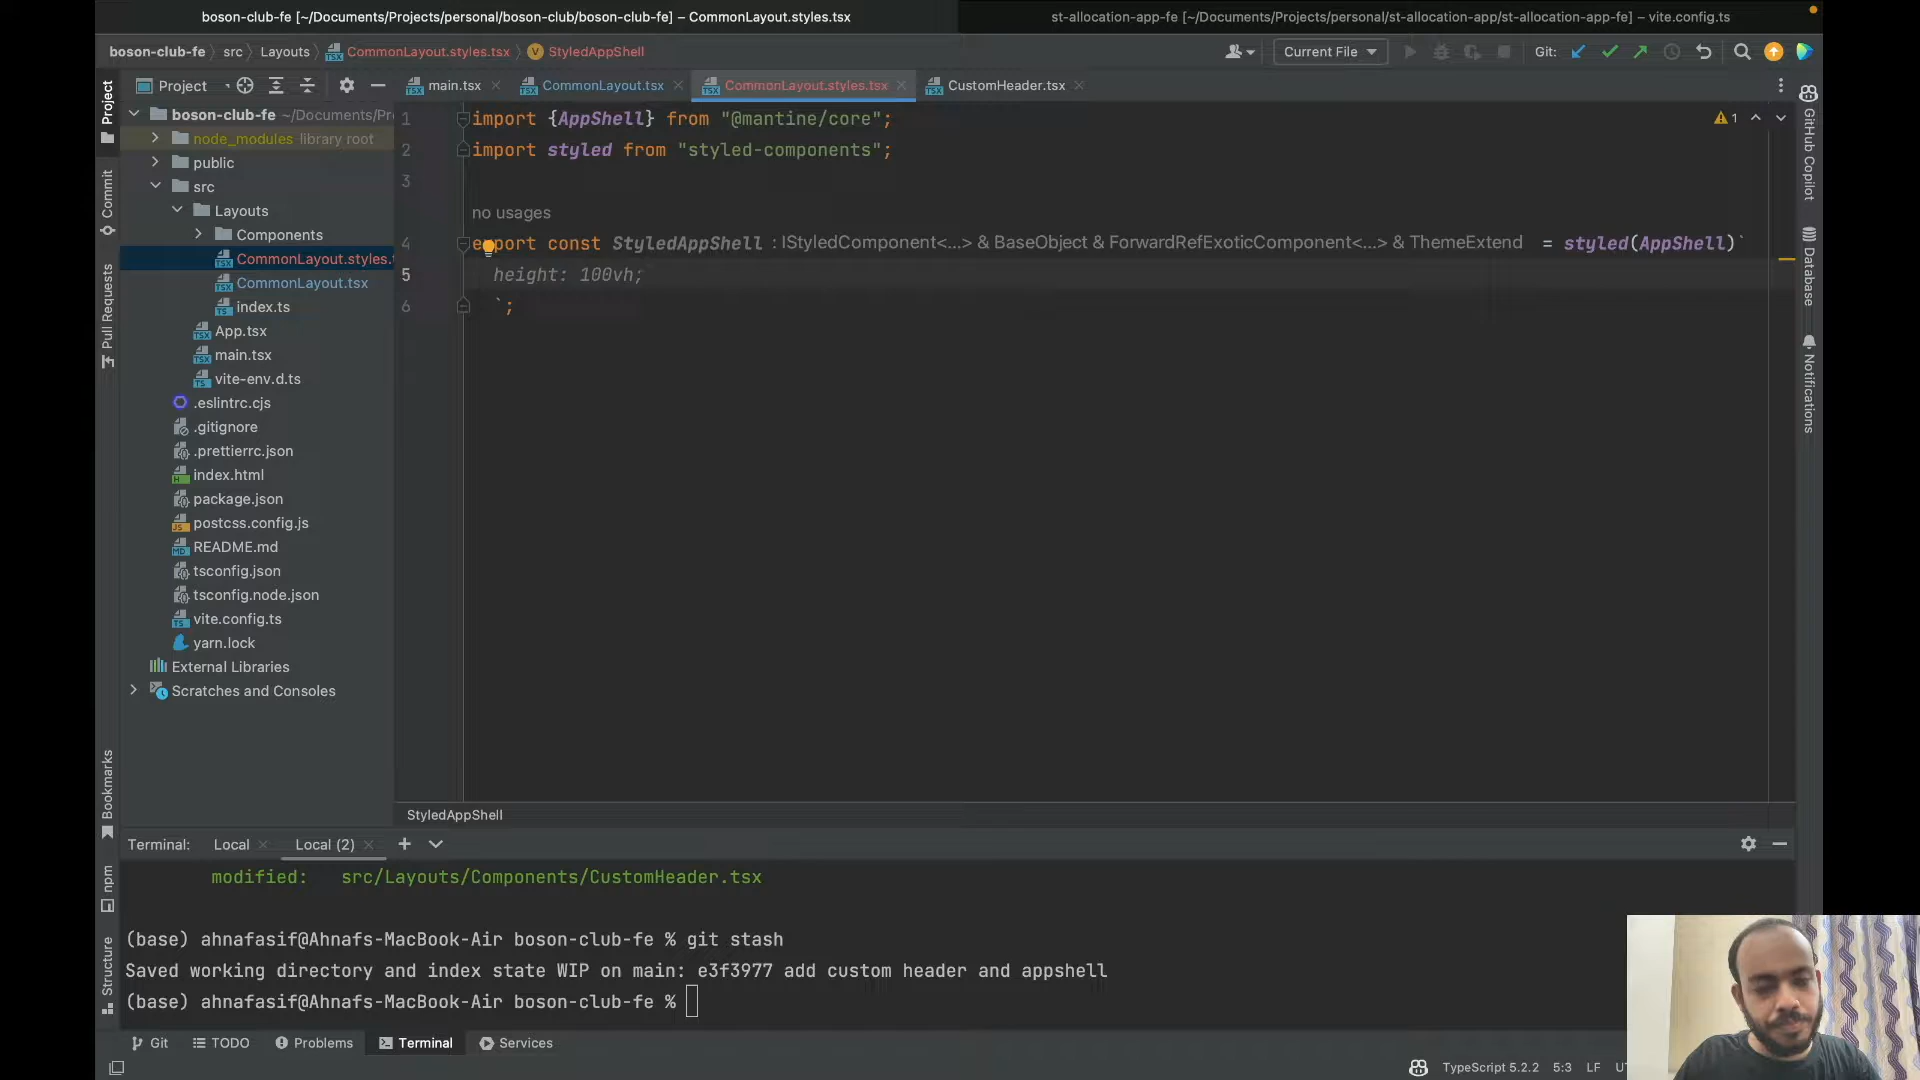 boson-club-fe [~/Documents/Projects/personal/boson-club/boson-club-fe] – CommonLayout.styles.tsx
st-allocation-app-fe [~/Documents/Projects/personal/st-allocation-app/st-allocation-app-fe] – vite.config.ts
boson-club-fe src Layouts CommonLayout.styles.tsx StyledAppShell
Current File
Git:
Project
main.tsx
CommonLayout.tsx
CommonLayout.styles.tsx
CustomHeader.tsx
Project
Commit
Pull Requests
Bookmarks
npm
Structure
boson-club-fe ~/Documents/Pr
node_modules library root
public
src
Layouts
Components
CommonLayout.styles.
CommonLayout.tsx
index.ts
App.tsx
main.tsx
vite-env.d.ts
.eslintrc.cjs
.gitignore
.prettierrc.json
index.html
package.json
postcss.config.js
README.md
tsconfig.json
tsconfig.node.json
vite.config.ts
yarn.lock
External Libraries
Scratches and Consoles
1 import {AppShell} from "@mantine/core";
2 import styled from "styled-components";
3
no usages
4 export const StyledAppShell : IStyledComponent<...> & BaseObject & ForwardRefExoticComponent<...> & ThemeExtend = styled(AppShell)`
5 height: 100vh;
6 `;
1
GitHub Copilot
Database
Notifications
StyledAppShell
Terminal: Local Local (2)
modified: src/Layouts/Components/CustomHeader.tsx
(base) ahnafasif@Ahnafs-MacBook-Air boson-club-fe % git stash
Saved working directory and index state WIP on main: e3f3977 add custom header and appshell
(base) ahnafasif@Ahnafs-MacBook-Air boson-club-fe %
Git TODO Problems Terminal Services
TypeScript 5.2.2 5:3 LF